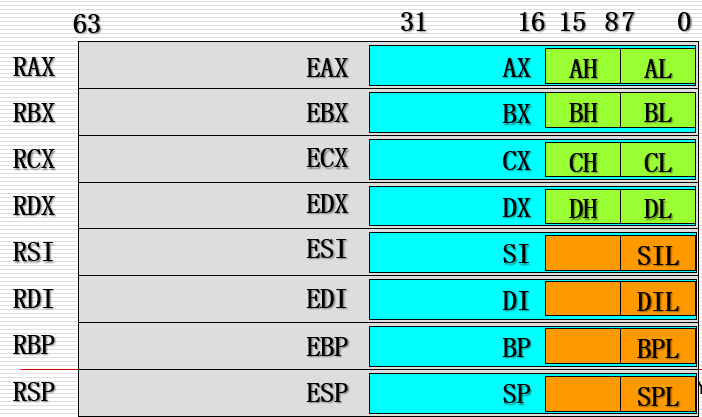 63 31 16 15 87 0
RAX EAX AX AH AL
RBX EBX BX BH BL
RCX ECX CX CH CL
RDX EDX DX DH DL
RSI ESI SI SIL
RDI EDI DI DIL
RBP EBP BP BPL
RSP ESP SP SPL